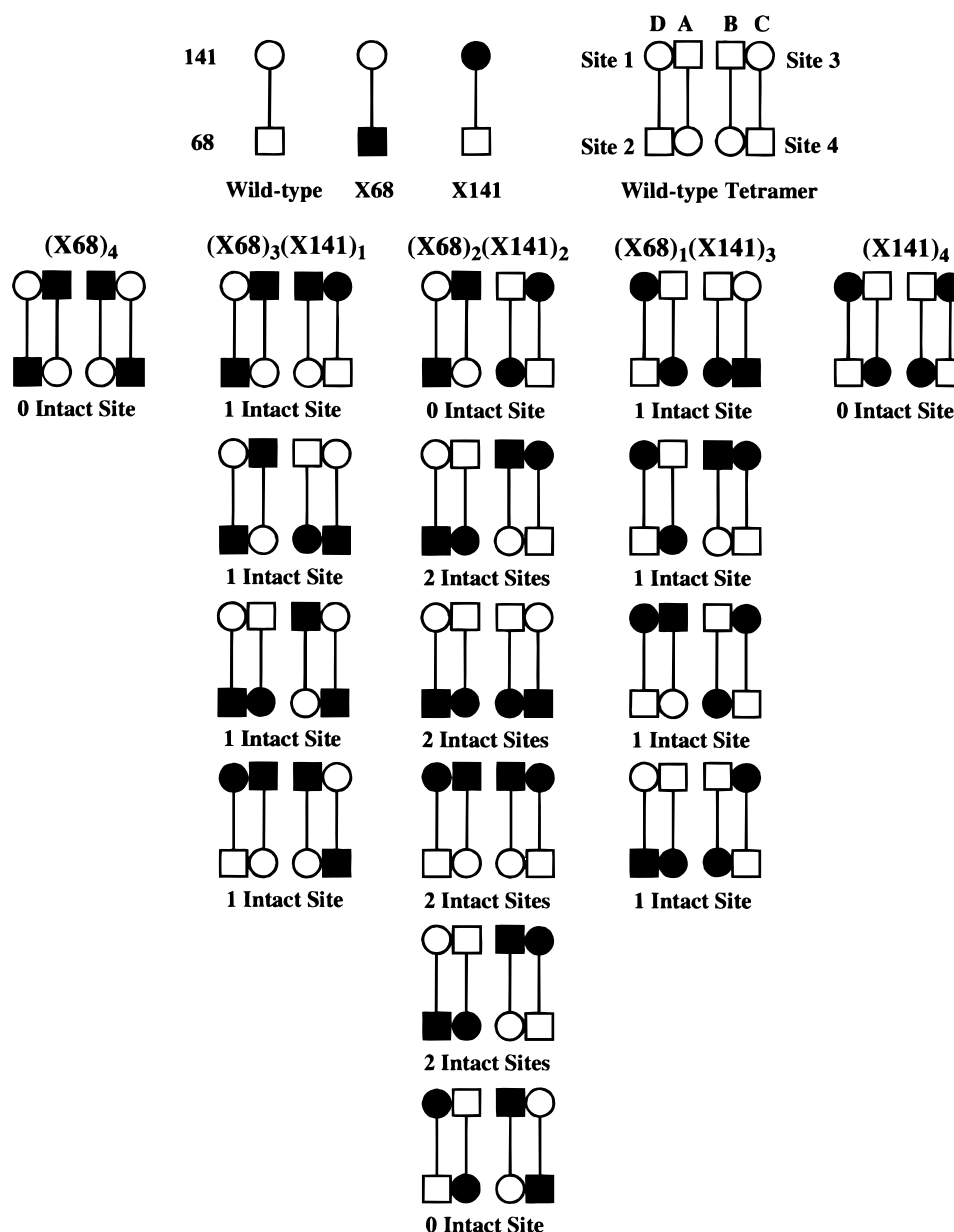 D A B C
141 Site 1 Site 3
68 Site 2 Site 4
Wild-type X68 X141 Wild-type Tetramer
(X68)4 (X68)3(X141)1 (X68)2(X141)2 (X68)1(X141)3 (X141)4
0 Intact Site 1 Intact Site 0 Intact Site 1 Intact Site 0 Intact Site
1 Intact Site 2 Intact Sites 1 Intact Site
1 Intact Site 2 Intact Sites 1 Intact Site
1 Intact Site 2 Intact Sites 1 Intact Site
2 Intact Sites
0 Intact Site